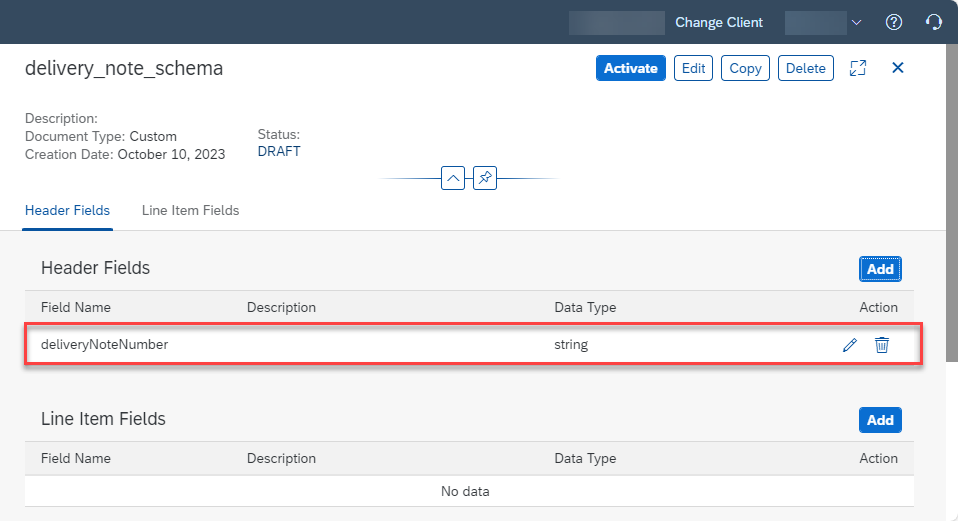 Change Client
delivery_note_schema
Activate Edit Copy Delete
Description:
Document Type: Custom
Creation Date: October 10, 2023
Status:
DRAFT
Header Fields Line Item Fields
Header Fields Add
Field Name Description Data Type Action
deliveryNoteNumber string
Line Item Fields Add
Field Name Description Data Type Action
No data